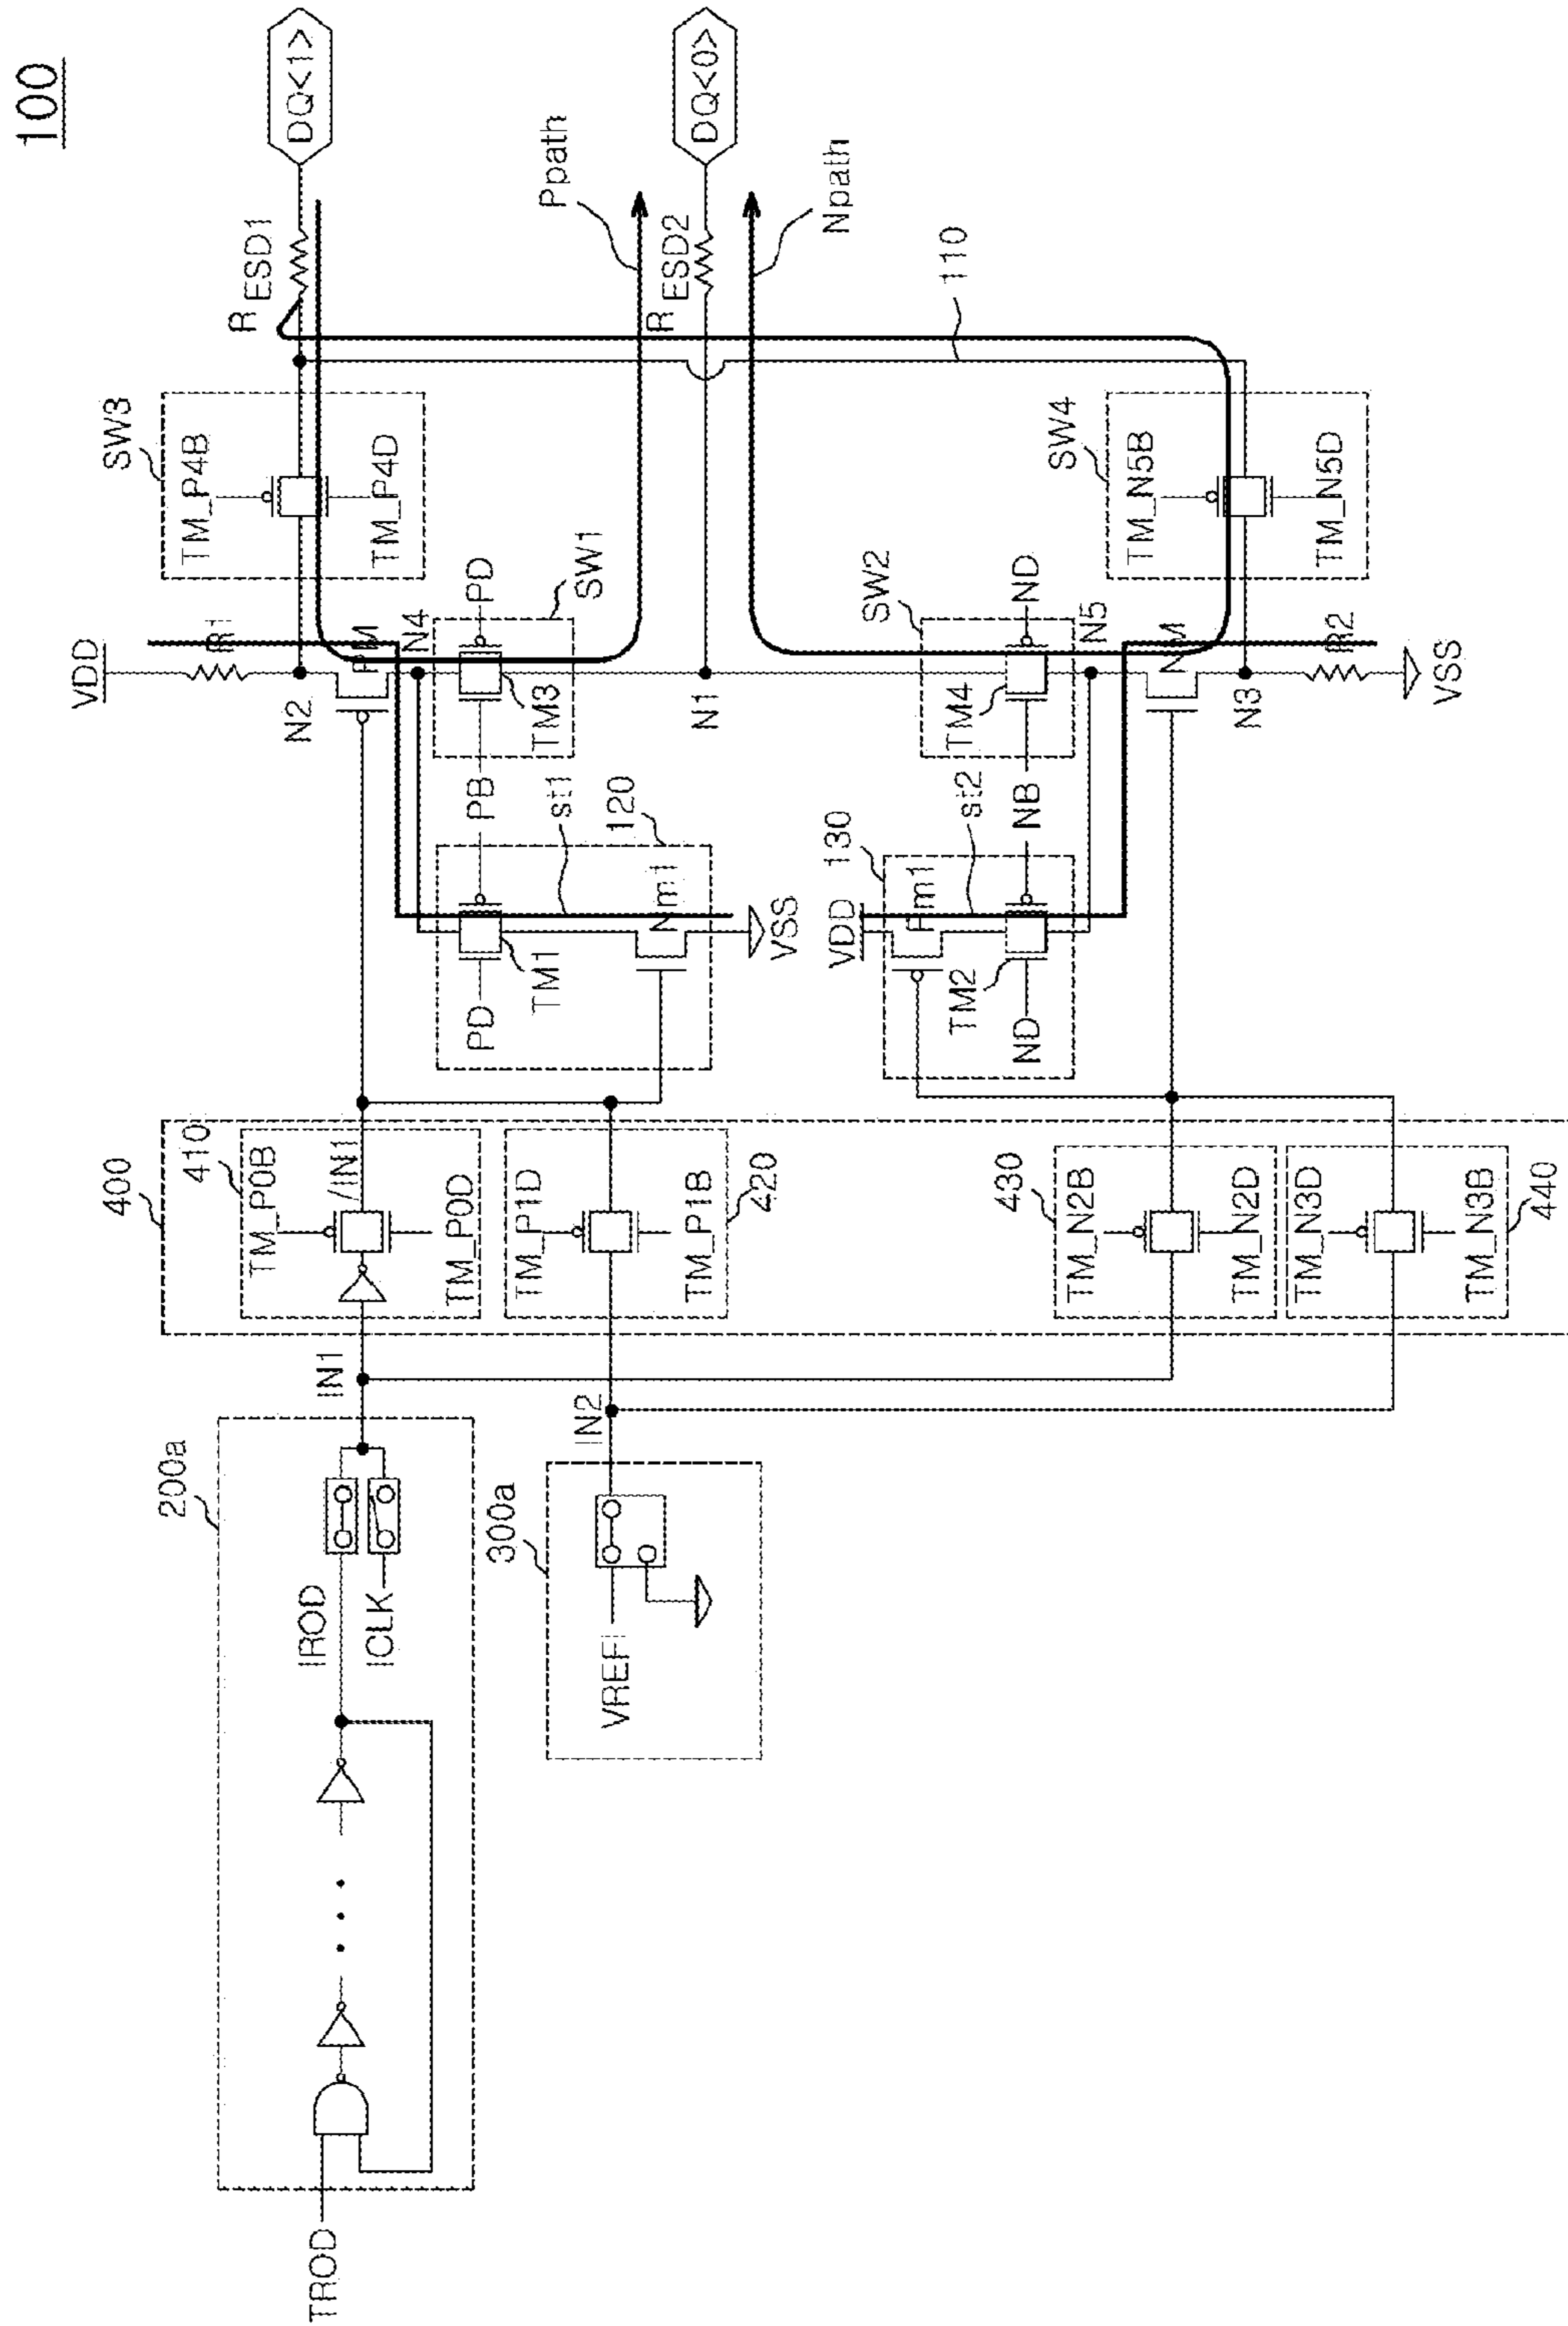 100
VDD
R1
N2
PM
N4
SW3
TM_P4B
TM_P4D
R
ESD1
DQ<1>
PD
SW1
TM3
PB
Ppath
N1
R
ESD2
DQ<0>
Npath
110
SW2
TM4
ND
NB
N5
NM
N3
R2
VSS
SW4
TM_N5B
TM_N5D
120
st1
Nm1
TM1
PD
VSS
130
st2
VDD
Pm1
TM2
ND
400
410
TM_P0B
/IN1
TM_P0D
TM_P1D
TM_P1B
420
430
TM_N2B
TM_N2D
TM_N3D
TM_N3B
440
IN1
IN2
200a
IROD
ICLK
TROD
300a
VREFI